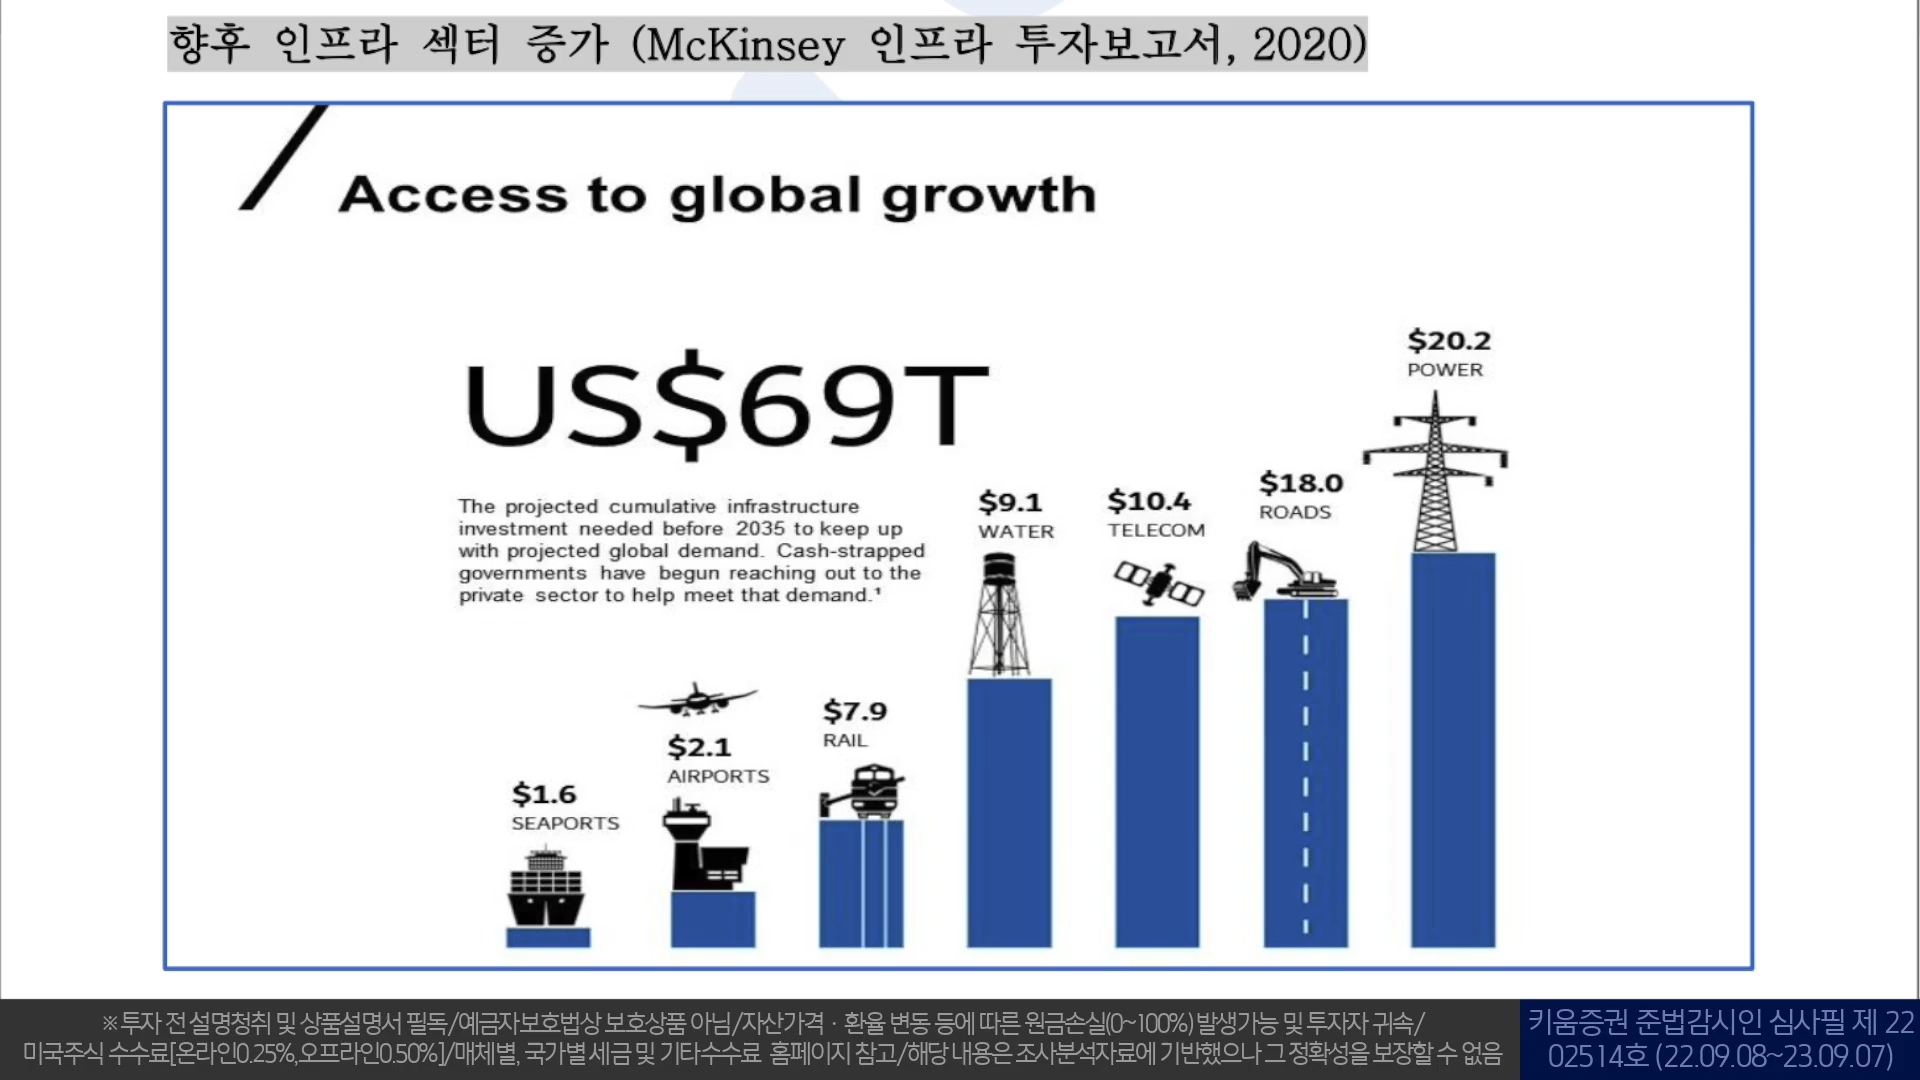 향후 인프라 섹터 증가 (McKinsey 인프라 투자보고서, 2020)
Access to global growth
US$69T
The projected cumulative infrastructure
investment needed before 2035 to keep up
with projected global demand. Cash-strapped
governments have begun reaching out to the
private sector to help meet that demand.¹
$1.6
SEAPORTS
$2.1
AIRPORTS
$7.9
RAIL
$9.1
WATER
$10.4
TELECOM
$18.0
ROADS
$20.2
POWER
※투자 전 설명청취 및 상품설명서 필독/예금자보호법상 보호상품 아님/자산가격 · 환율 변동 등에 따른 원금손실(0~100%) 발생가능 및 투자자 귀속/
미국주식 수수료[온라인0.25%,오프라인0.50%]/매체별, 국가별 세금 및 기타수수료 홈페이지 참고/해당 내용은 조사분석자료에 기반했으나 그 정확성을 보장할 수 없음
키움증권 준법감시인 심사필 제 22
02514호 (22.09.08~23.09.07)